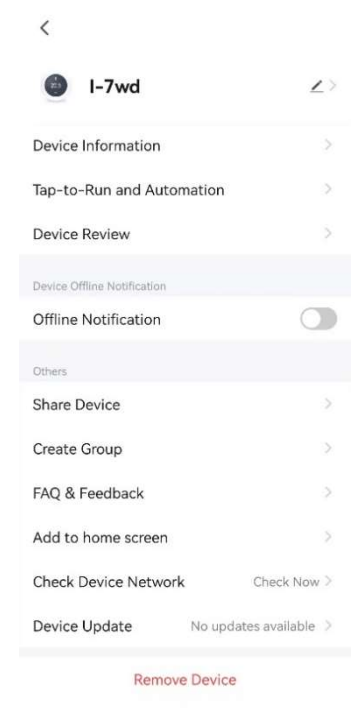 I-7wd
Device Information
Tap-to-Run and Automation
Device Review
Device Offline Notification
Offline Notification
Others
Share Device
Create Group
FAQ & Feedback
Add to home screen
Check Device Network Check Now
Device Update No updates available
Remove Device